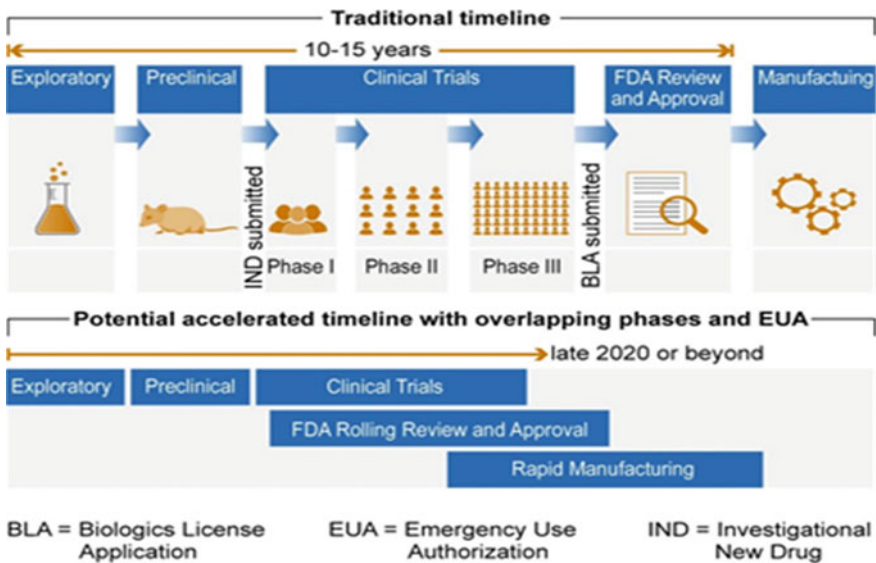 Traditional timeline
10-15 years
Exploratory
Preclinical
Clinical Trials
FDA Review
and Approval
Manufactuing
IND submitted
BLA submitted
Phase I
Phase II
Phase III
Potential accelerated timeline with overlapping phases and EUA
late 2020 or beyond
Exploratory
Preclinical
Clinical Trials
FDA Rolling Review and Approval
Rapid Manufacturing
BLA = Biologics License
Application
EUA = Emergency Use
Authorization
IND = Investigational
New Drug